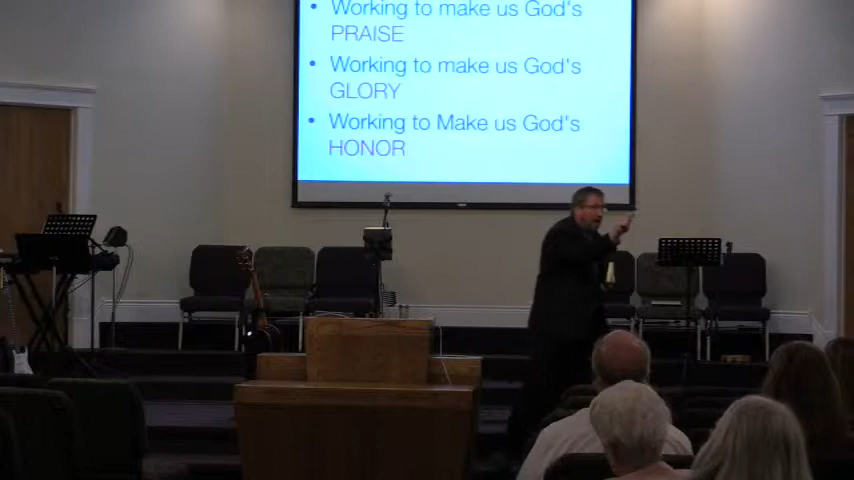 • Working to make us God's
PRAISE
• Working to make us God's
GLORY
• Working to Make us God's
HONOR